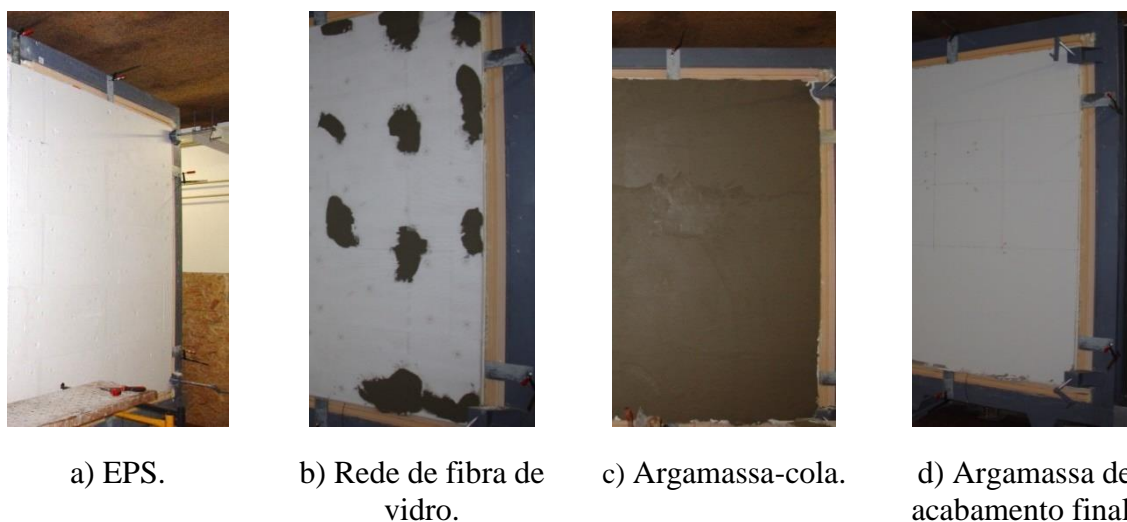 a) EPS.
b) Rede de fibra de
vidro.
c) Argamassa-cola.
d) Argamassa de
acabamento final